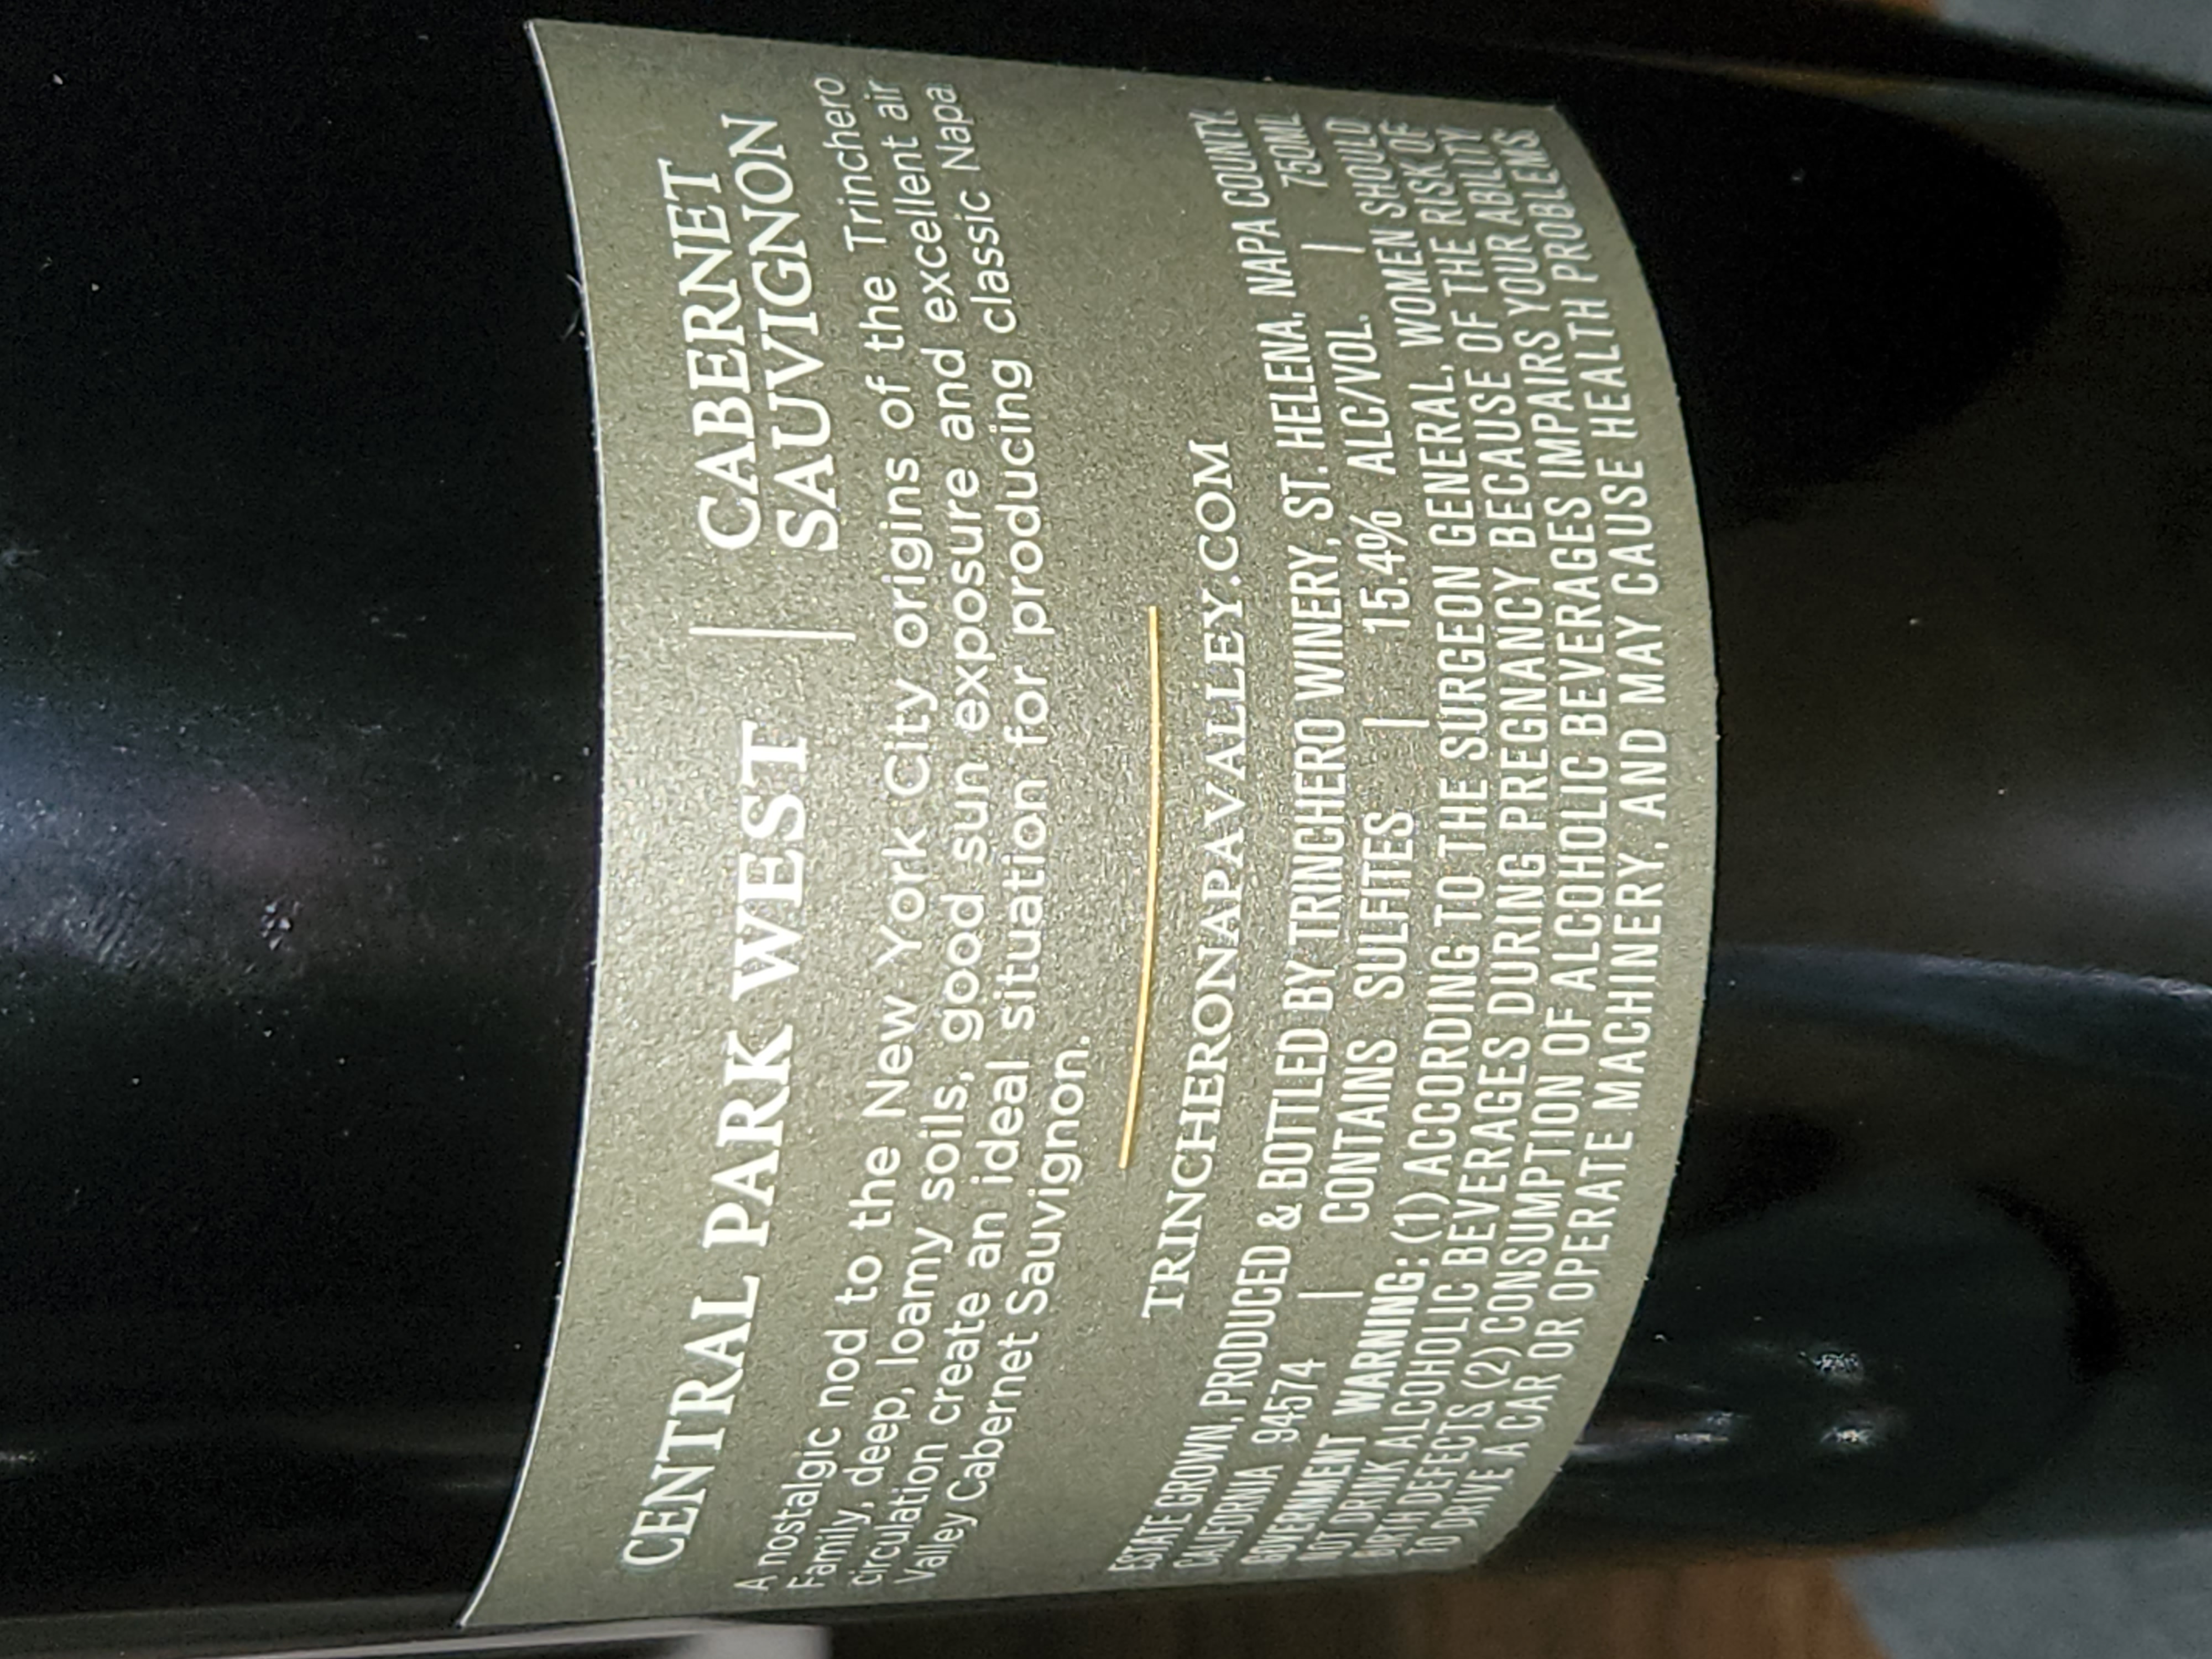 CENTRAL PARK WEST | CABERNET SAUVIGNON
A nostalgic nod to the New York City origins of the Trinchero
Family, deep, loamy soils, good sun exposure and excellent air
circulation create an ideal situation for producing classic Napa
Valley Cabernet Sauvignon.
TRINCHERONAPAVALLEY.COM
ESTATE GROWN, PRODUCED & BOTTLED BY TRINCHERO WINERY, ST. HELENA, NAPA COUNTY,
CALIFORNIA 94574 | CONTAINS SULFITES | 15.4% ALC/VOL. | 750ML
GOVERNMENT WARNING: (1) ACCORDING TO THE SURGEON GENERAL, WOMEN SHOULD
NOT DRINK ALCOHOLIC BEVERAGES DURING PREGNANCY BECAUSE OF THE RISK OF
BIRTH DEFECTS. (2) CONSUMPTION OF ALCOHOLIC BEVERAGES IMPAIRS YOUR ABILITY
TO DRIVE A CAR OR OPERATE MACHINERY, AND MAY CAUSE HEALTH PROBLEMS